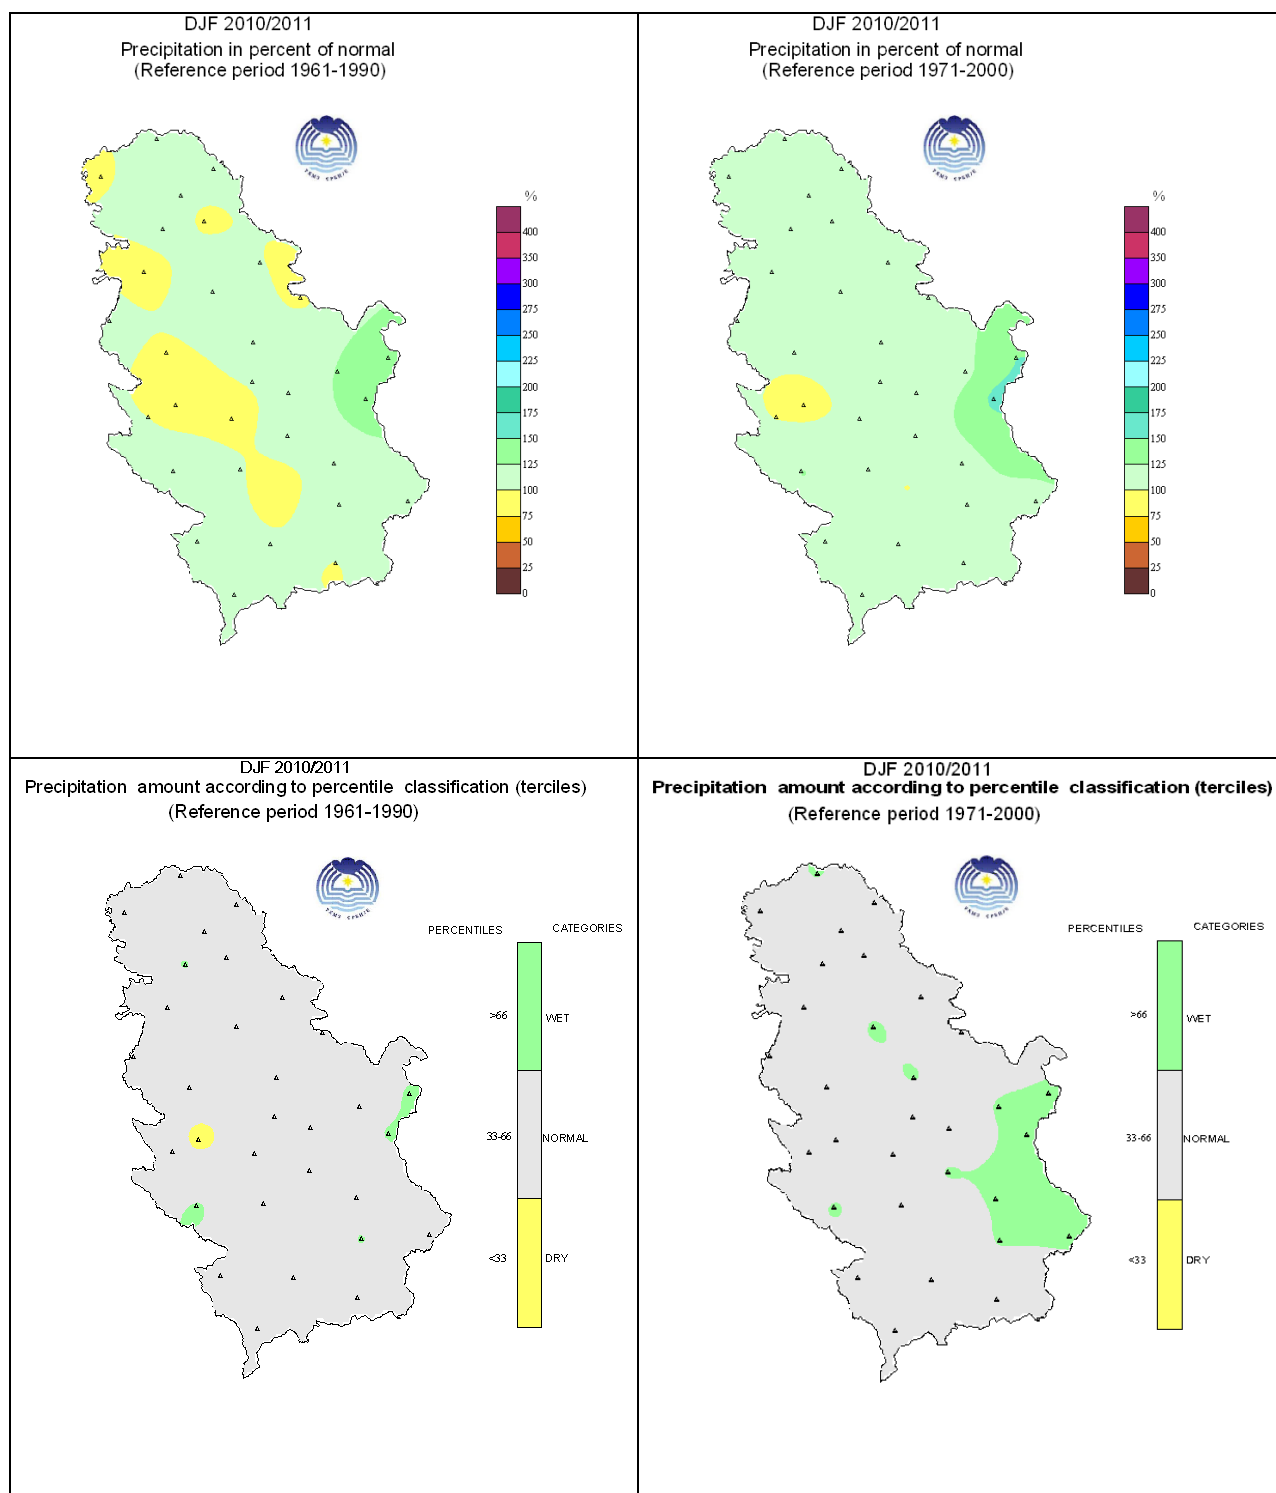 DJF 2010/2011
Precipitation in percent of normal
(Reference period 1961-1990)
%
400
350
300
275
250
225
200
175
150
125
100
75
50
25
0
DJF 2010/2011
Precipitation in percent of normal
(Reference period 1971-2000)
%
400
350
300
275
250
225
200
175
150
125
100
75
50
25
0
DJF 2010/2011
Precipitation amount according to percentile classification (terciles)
(Reference period 1961-1990)
PERCENTILES CATEGORIES
>66 WET
33-66 NORMAL
<33 DRY
DJF 2010/2011
Precipitation amount according to percentile classification (terciles)
(Reference period 1971-2000)
PERCENTILES CATEGORIES
>66 WET
33-66 NORMAL
<33 DRY